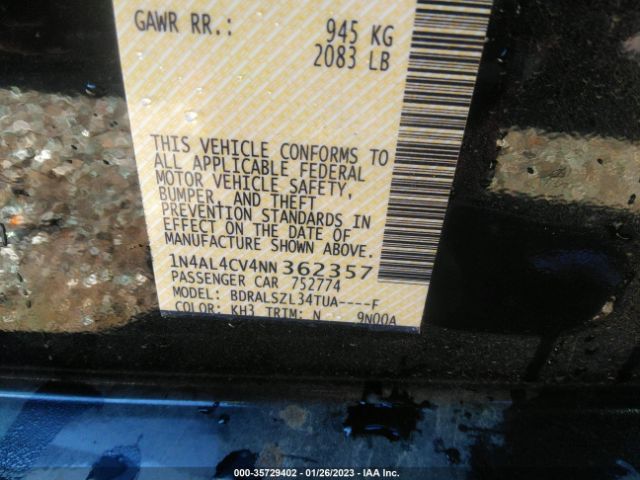 GAWR RR.: 945 KG
2083 LB
THIS VEHICLE CONFORMS TO
ALL APPLICABLE FEDERAL
MOTOR VEHICLE SAFETY,
BUMPER, AND THEFT
PREVENTION STANDARDS IN
EFFECT ON THE DATE OF
MANUFACTURE SHOWN ABOVE.
1N4AL4CV4NN362357
PASSENGER CAR 752774
MODEL: BDRALSZL34TUA----F
COLOR: KH3 TRIM: N 9N00A
000-35729402 - 01/26/2023 - IAA Inc.